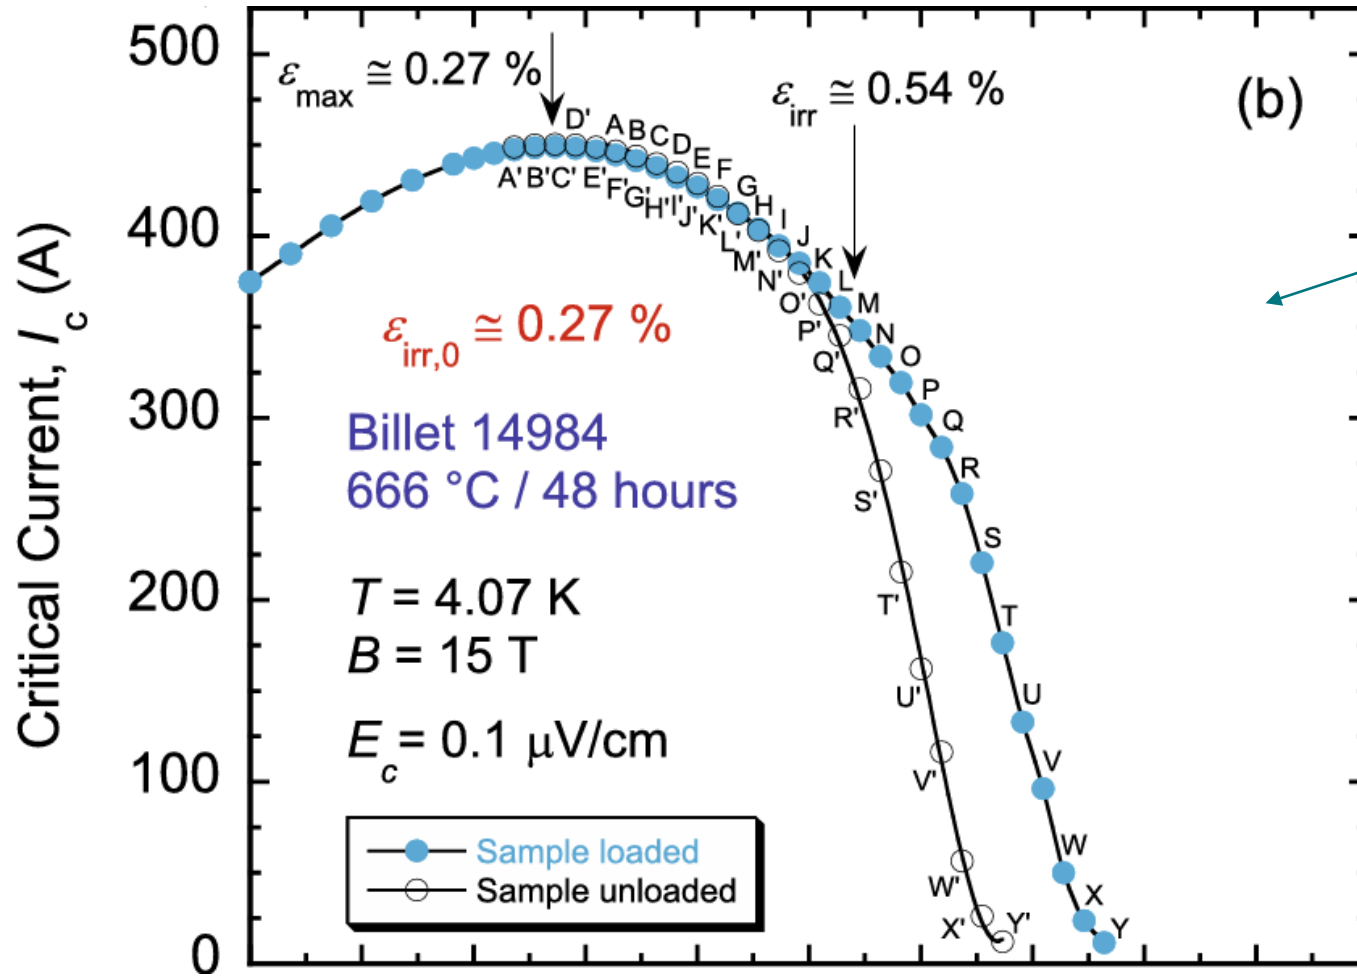 500
400
300
200
100
0
Critical Current, I_c (A)
ε_max ≅ 0.27 %
ε_irr ≅ 0.54 %
(b)
D' A B C D E F G H I J K L M N O P Q R S T U V W X Y
A' B' C' E' F' G' H' I' J' K' L' M' N' O' P' Q' R' S' T' U' V' W' X' Y'
ε_irr,0 ≅ 0.27 %
Billet 14984
666 °C / 48 hours
T = 4.07 K
B = 15 T
E_c = 0.1 μV/cm
Sample loaded
Sample unloaded